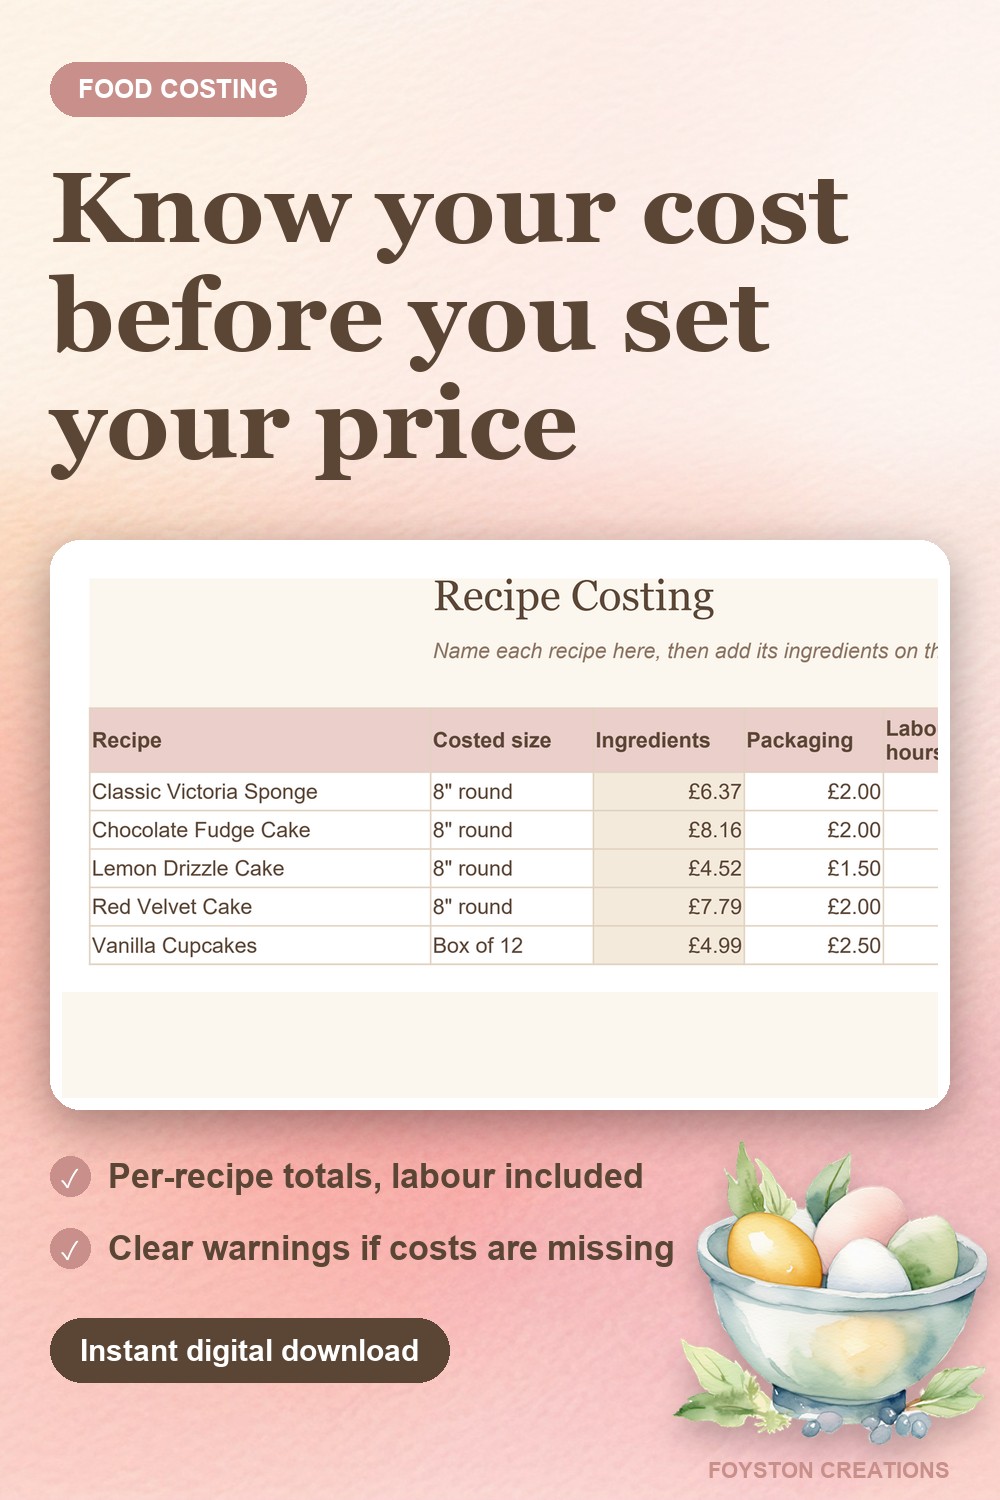 FOOD COSTING
Know your cost
before you set
your price
Recipe Costing
Name each recipe here, then add its ingredients on th
Recipe Costed size Ingredients Packaging Labo
hours
Classic Victoria Sponge 8" round £6.37 £2.00
Chocolate Fudge Cake 8" round £8.16 £2.00
Lemon Drizzle Cake 8" round £4.52 £1.50
Red Velvet Cake 8" round £7.79 £2.00
Vanilla Cupcakes Box of 12 £4.99 £2.50
✓ Per-recipe totals, labour included
✓ Clear warnings if costs are missing
Instant digital download
FOYSTON CREATIONS